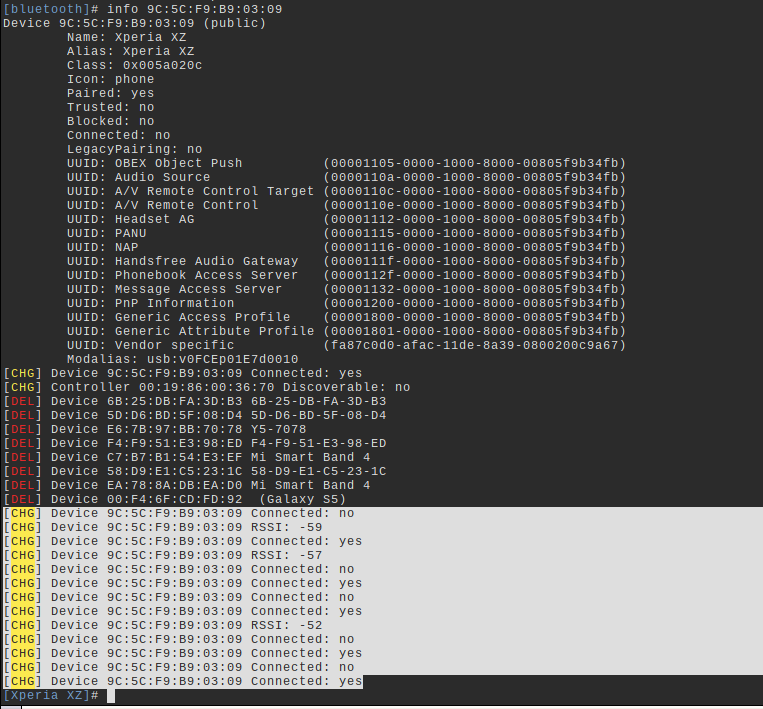 [bluetooth]# info 9C:5C:F9:B9:03:09
Device 9C:5C:F9:B9:03:09 (public)
Name: Xperia XZ
Alias: Xperia XZ
Class: 0x005a020c
Icon: phone
Paired: yes
Trusted: no
Blocked: no
Connected: no
LegacyPairing: no
UUID: OBEX Object Push (00001105-0000-1000-8000-00805f9b34fb)
UUID: Audio Source (0000110a-0000-1000-8000-00805f9b34fb)
UUID: A/V Remote Control Target (0000110c-0000-1000-8000-00805f9b34fb)
UUID: A/V Remote Control (0000110e-0000-1000-8000-00805f9b34fb)
UUID: Headset AG (00001112-0000-1000-8000-00805f9b34fb)
UUID: PANU (00001115-0000-1000-8000-00805f9b34fb)
UUID: NAP (00001116-0000-1000-8000-00805f9b34fb)
UUID: Handsfree Audio Gateway (0000111f-0000-1000-8000-00805f9b34fb)
UUID: Phonebook Access Server (0000112f-0000-1000-8000-00805f9b34fb)
UUID: Message Access Server (00001132-0000-1000-8000-00805f9b34fb)
UUID: PnP Information (00001200-0000-1000-8000-00805f9b34fb)
UUID: Generic Access Profile (00001800-0000-1000-8000-00805f9b34fb)
UUID: Generic Attribute Profile (00001801-0000-1000-8000-00805f9b34fb)
UUID: Vendor specific (fa87c0d0-afac-11de-8a39-0800200c9a67)
Modalias: usb:v0FCEp01E7d0010
[CHG] Device 9C:5C:F9:B9:03:09 Connected: yes
[CHG] Controller 00:19:86:00:36:70 Discoverable: no
[DEL] Device 6B:25:DB:FA:3D:B3 6B-25-DB-FA-3D-B3
[DEL] Device 5D:D6:BD:5F:08:D4 5D-D6-BD-5F-08-D4
[DEL] Device E6:7B:97:BB:70:78 Y5-7078
[DEL] Device F4:F9:51:E3:98:ED F4-F9-51-E3-98-ED
[DEL] Device C7:B7:B1:54:E3:EF Mi Smart Band 4
[DEL] Device 58:D9:E1:C5:23:1C 58-D9-E1-C5-23-1C
[DEL] Device EA:78:8A:DB:EA:D0 Mi Smart Band 4
[DEL] Device 00:F4:6F:CD:FD:92  (Galaxy S5)
[CHG] Device 9C:5C:F9:B9:03:09 Connected: no
[CHG] Device 9C:5C:F9:B9:03:09 RSSI: -59
[CHG] Device 9C:5C:F9:B9:03:09 Connected: yes
[CHG] Device 9C:5C:F9:B9:03:09 RSSI: -57
[CHG] Device 9C:5C:F9:B9:03:09 Connected: no
[CHG] Device 9C:5C:F9:B9:03:09 Connected: yes
[CHG] Device 9C:5C:F9:B9:03:09 Connected: no
[CHG] Device 9C:5C:F9:B9:03:09 Connected: yes
[CHG] Device 9C:5C:F9:B9:03:09 RSSI: -52
[CHG] Device 9C:5C:F9:B9:03:09 Connected: no
[CHG] Device 9C:5C:F9:B9:03:09 Connected: yes
[CHG] Device 9C:5C:F9:B9:03:09 Connected: no
[CHG] Device 9C:5C:F9:B9:03:09 Connected: yes
[Xperia XZ]#